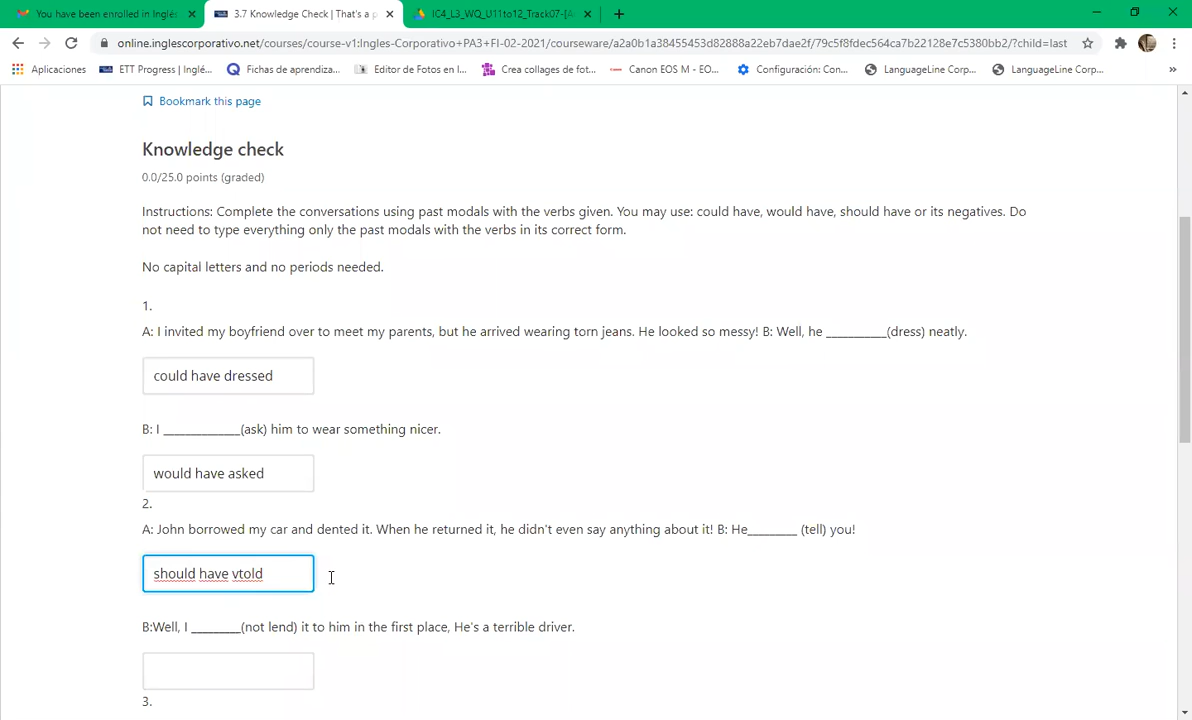 You have been enrolled in Inglés
3.7 Knowledge Check | That's a p
IC4_L3_WQ_U11to12_Track07-[A
online.inglescorporativo.net/courses/course-v1:Ingles-Corporativo+PA3+FI-02-2021/courseware/a2a0b1a38455453d82888a22eb7dae2f/79c5f8fdec564ca7b22128e7c5380bb2/?child=last
Aplicaciones
ETT Progress | Inglé...
Fichas de aprendiza...
Editor de Fotos en l...
Crea collages de fot...
Canon EOS M - EO...
Configuración: Con...
LanguageLine Corp...
LanguageLine Corp...
Bookmark this page
Knowledge check
0.0/25.0 points (graded)
Instructions: Complete the conversations using past modals with the verbs given. You may use: could have, would have, should have or its negatives. Do
not need to type everything only the past modals with the verbs in its correct form.
No capital letters and no periods needed.
1.
A: I invited my boyfriend over to meet my parents, but he arrived wearing torn jeans. He looked so messy! B: Well, he __________(dress) neatly.
could have dressed
B: I _____________(ask) him to wear something nicer.
would have asked
2.
A: John borrowed my car and dented it. When he returned it, he didn't even say anything about it! B: He________ (tell) you!
should have vtold
B:Well, I ________(not lend) it to him in the first place, He's a terrible driver.
3.